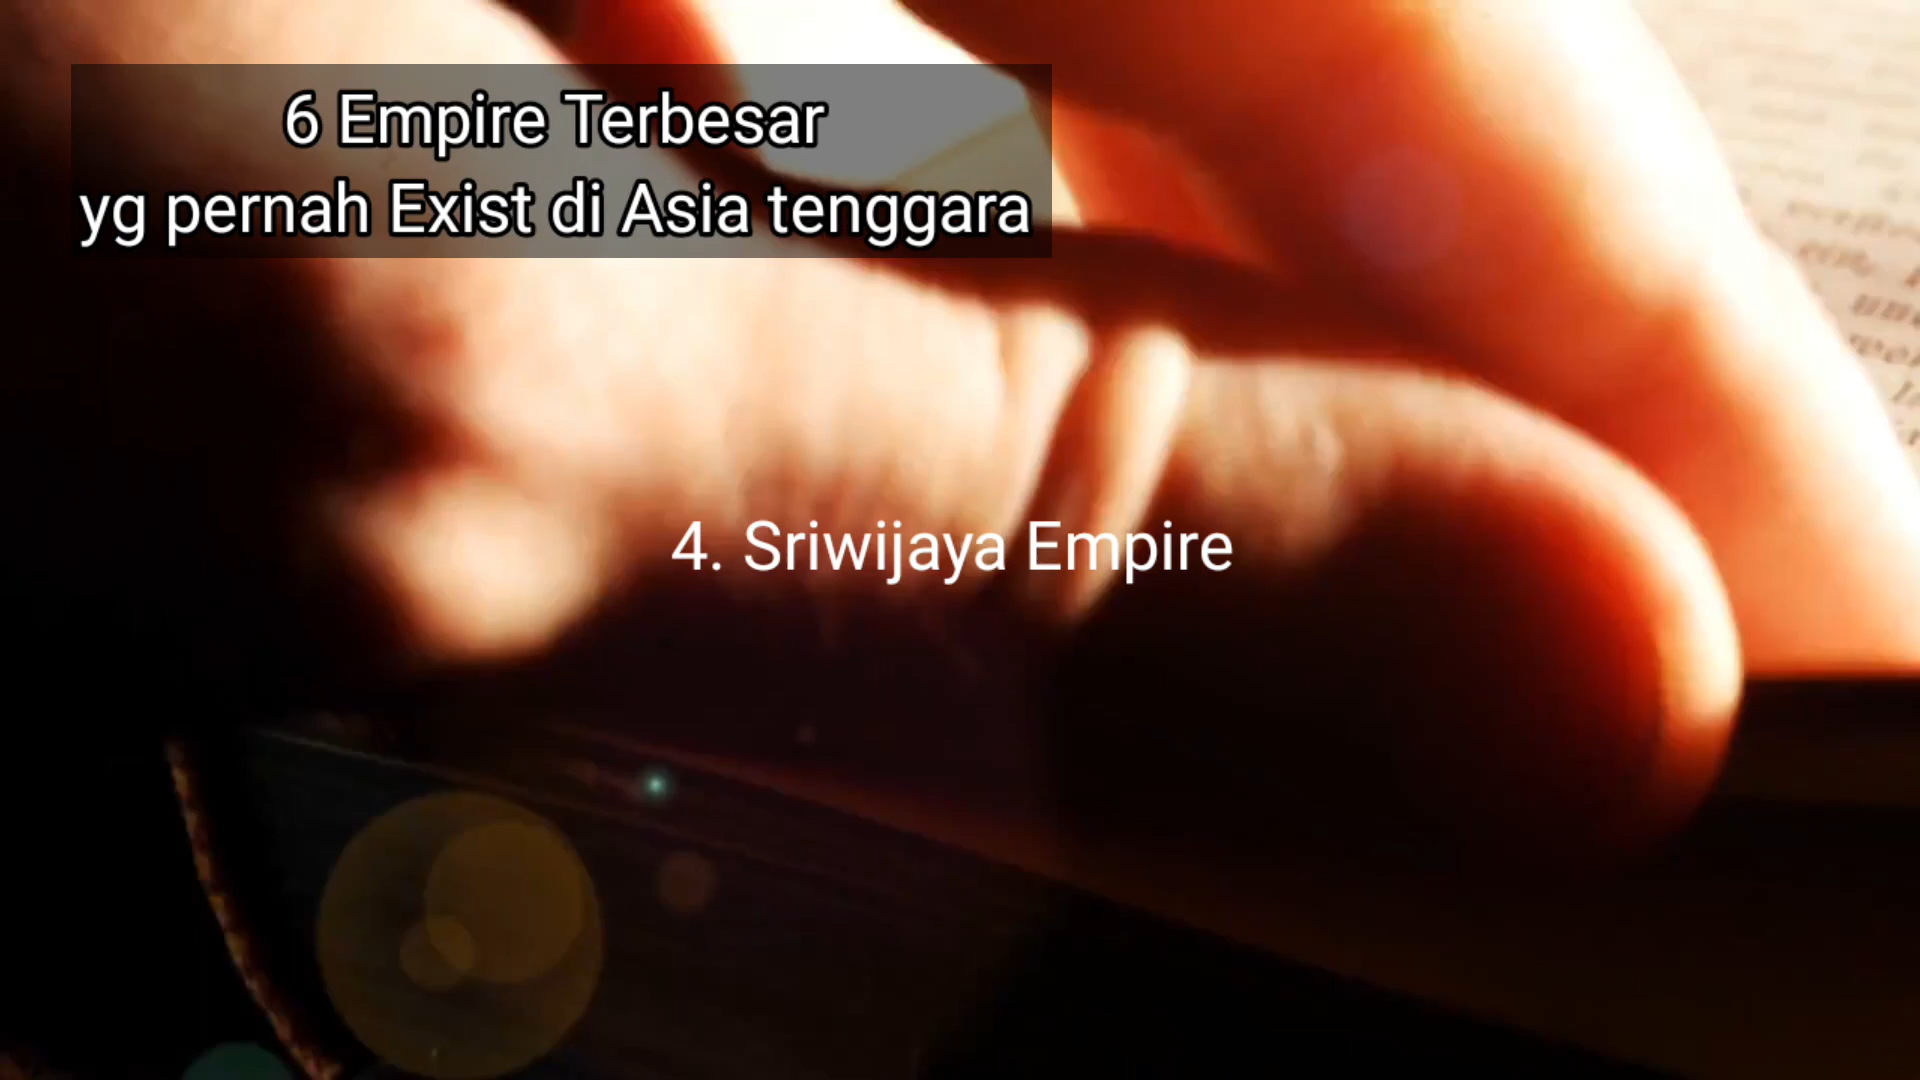 6 Empire Terbesar
yg pernah Exist di Asia tenggara
4. Sriwijaya Empire